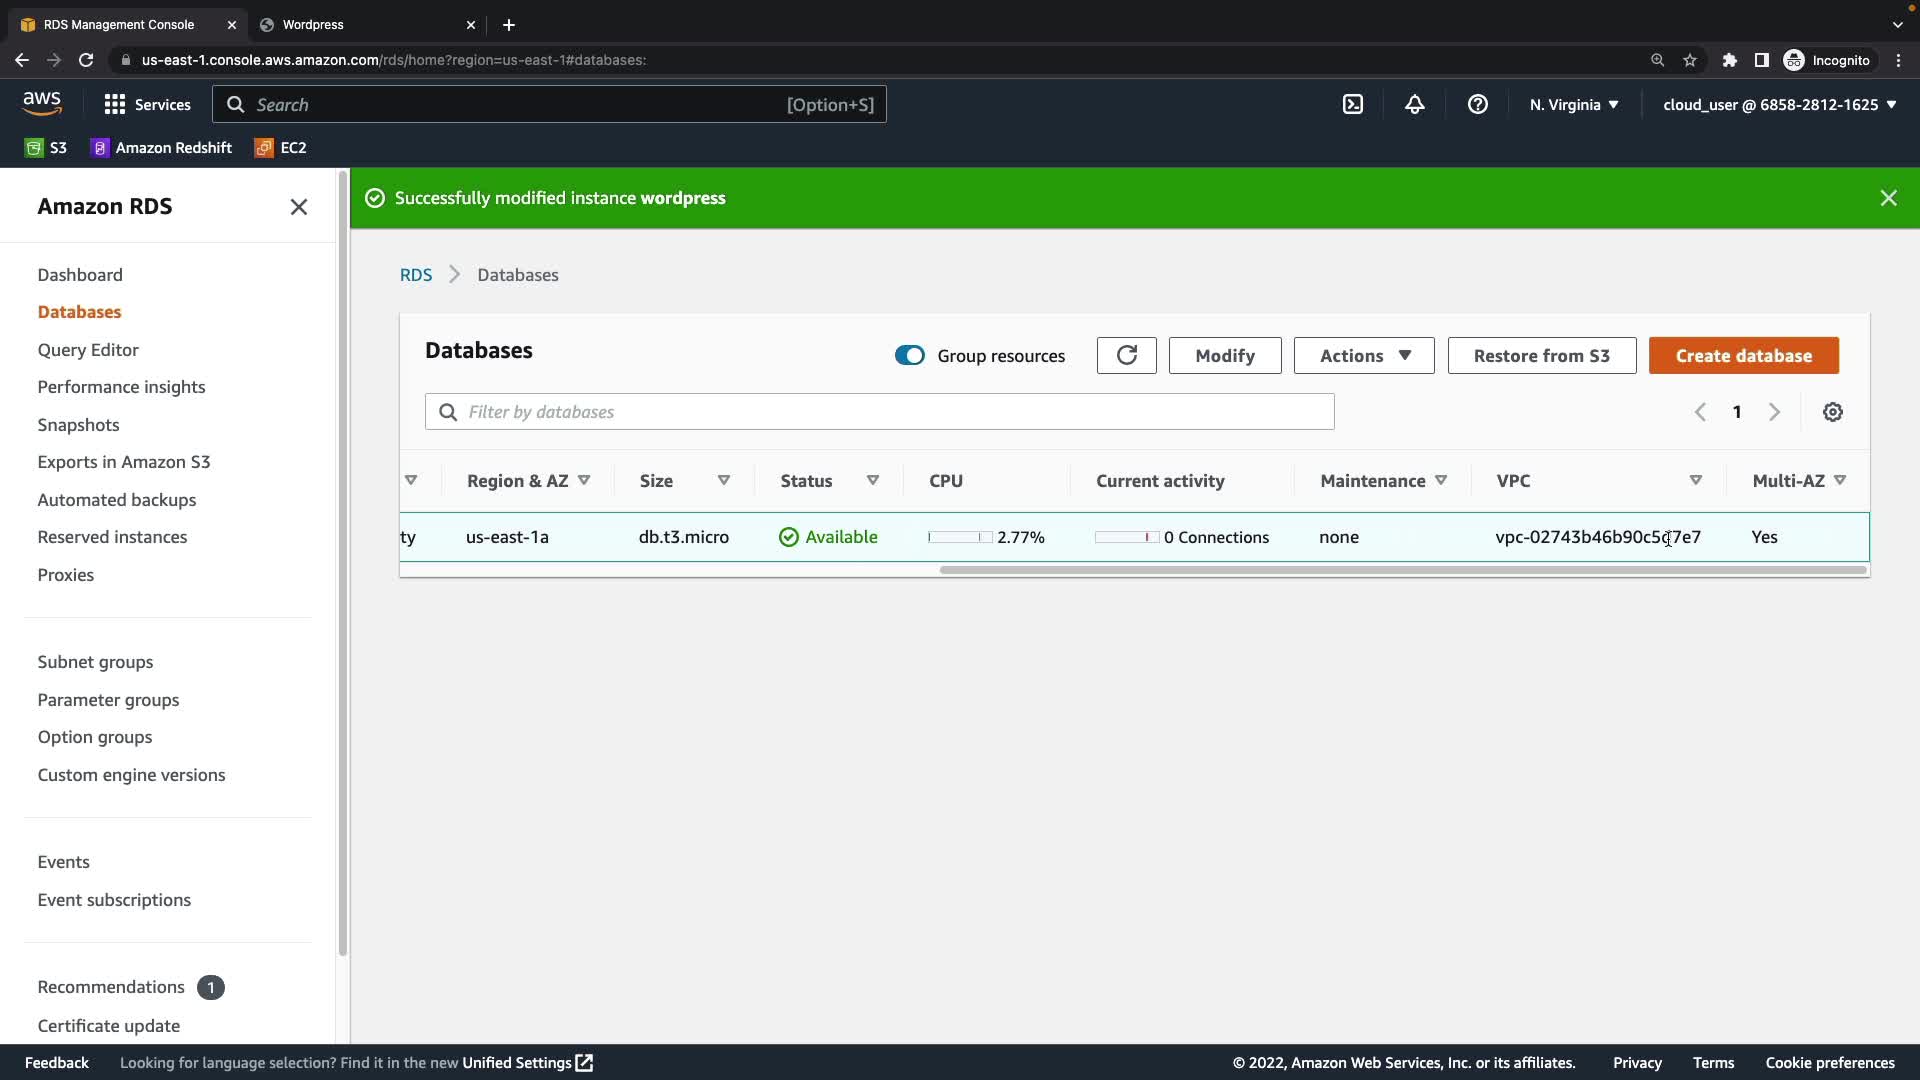 RDS Management Console
Wordpress
us-east-1.console.aws.amazon.com/rds/home?region=us-east-1#databases:
Incognito
aws
Services
Search
[Option+S]
N. Virginia
cloud_user @ 6858-2812-1625
S3
Amazon Redshift
EC2
Amazon RDS
Successfully modified instance wordpress
Dashboard
Databases
Query Editor
Performance insights
Snapshots
Exports in Amazon S3
Automated backups
Reserved instances
Proxies
Subnet groups
Parameter groups
Option groups
Custom engine versions
Events
Event subscriptions
Recommendations 1
Certificate update
RDS > Databases
Databases
Group resources
Modify
Actions
Restore from S3
Create database
Filter by databases
1
Region & AZ Size Status CPU Current activity Maintenance VPC Multi-AZ
ty us-east-1a db.t3.micro Available 2.77% 0 Connections none vpc-02743b46b90c5d7e7 Yes
Feedback
Looking for language selection? Find it in the new Unified Settings
© 2022, Amazon Web Services, Inc. or its affiliates.
Privacy
Terms
Cookie preferences